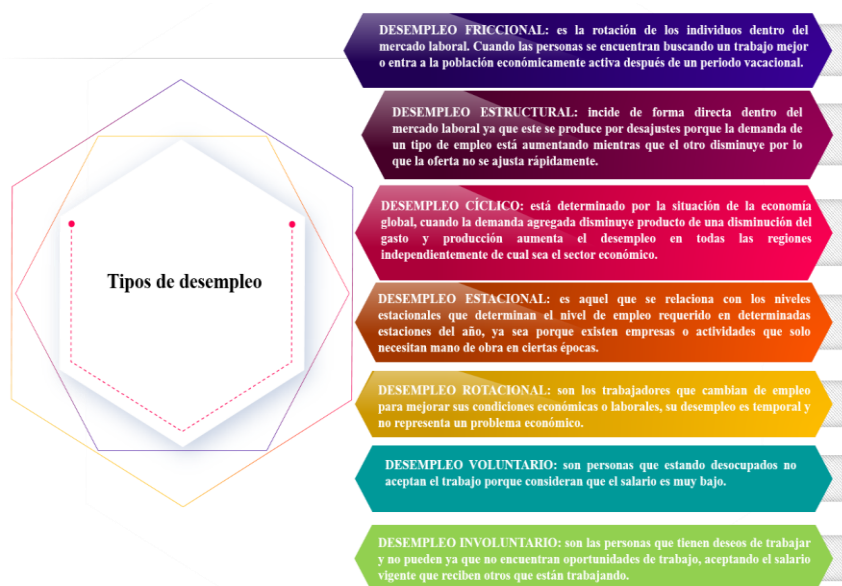 Tipos de desempleo
DESEMPLEO FRICCIONAL: es la rotación de los individuos dentro del
mercado laboral. Cuando las personas se encuentran buscando un trabajo mejor
o entra a la población económicamente activa después de un periodo vacacional.
DESEMPLEO ESTRUCTURAL: incide de forma directa dentro del
mercado laboral ya que este se produce por desajustes porque la demanda de
un tipo de empleo está aumentando mientras que el otro disminuye por lo
que la oferta no se ajusta rápidamente.
DESEMPLEO CÍCLICO: está determinado por la situación de la economía
global, cuando la demanda agregada disminuye producto de una disminución del
gasto y producción aumenta el desempleo en todas las regiones
independientemente de cual sea el sector económico.
DESEMPLEO ESTACIONAL: es aquel que se relaciona con los niveles
estacionales que determinan el nivel de empleo requerido en determinadas
estaciones del año, ya sea porque existen empresas o actividades que solo
necesitan mano de obra en ciertas épocas.
DESEMPLEO ROTACIONAL: son los trabajadores que cambian de empleo
para mejorar sus condiciones económicas o laborales, su desempleo es temporal y
no representa un problema económico.
DESEMPLEO VOLUNTARIO: son personas que estando desocupados no
aceptan el trabajo porque consideran que el salario es muy bajo.
DESEMPLEO INVOLUNTARIO: son las personas que tienen deseos de trabajar
y no pueden ya que no encuentran oportunidades de trabajo, aceptando el salario
vigente que reciben otros que están trabajando.